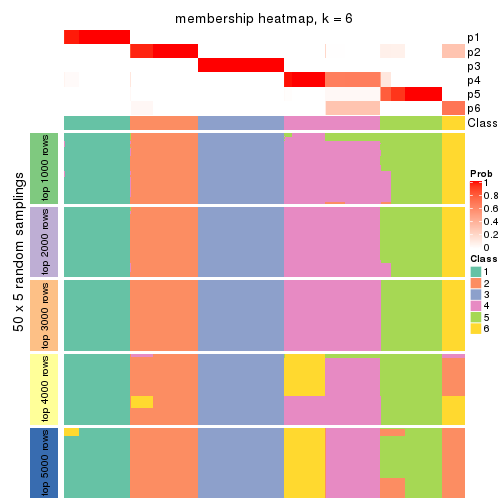 membership heatmap, k = 6
p1
p2
p3
p4
p5
p6
Class
50 x 5 random samplings
top 1000 rows
top 2000 rows
top 3000 rows
top 4000 rows
top 5000 rows
Prob
1
0.8
0.6
0.4
0.2
0
Class
1
2
3
4
5
6